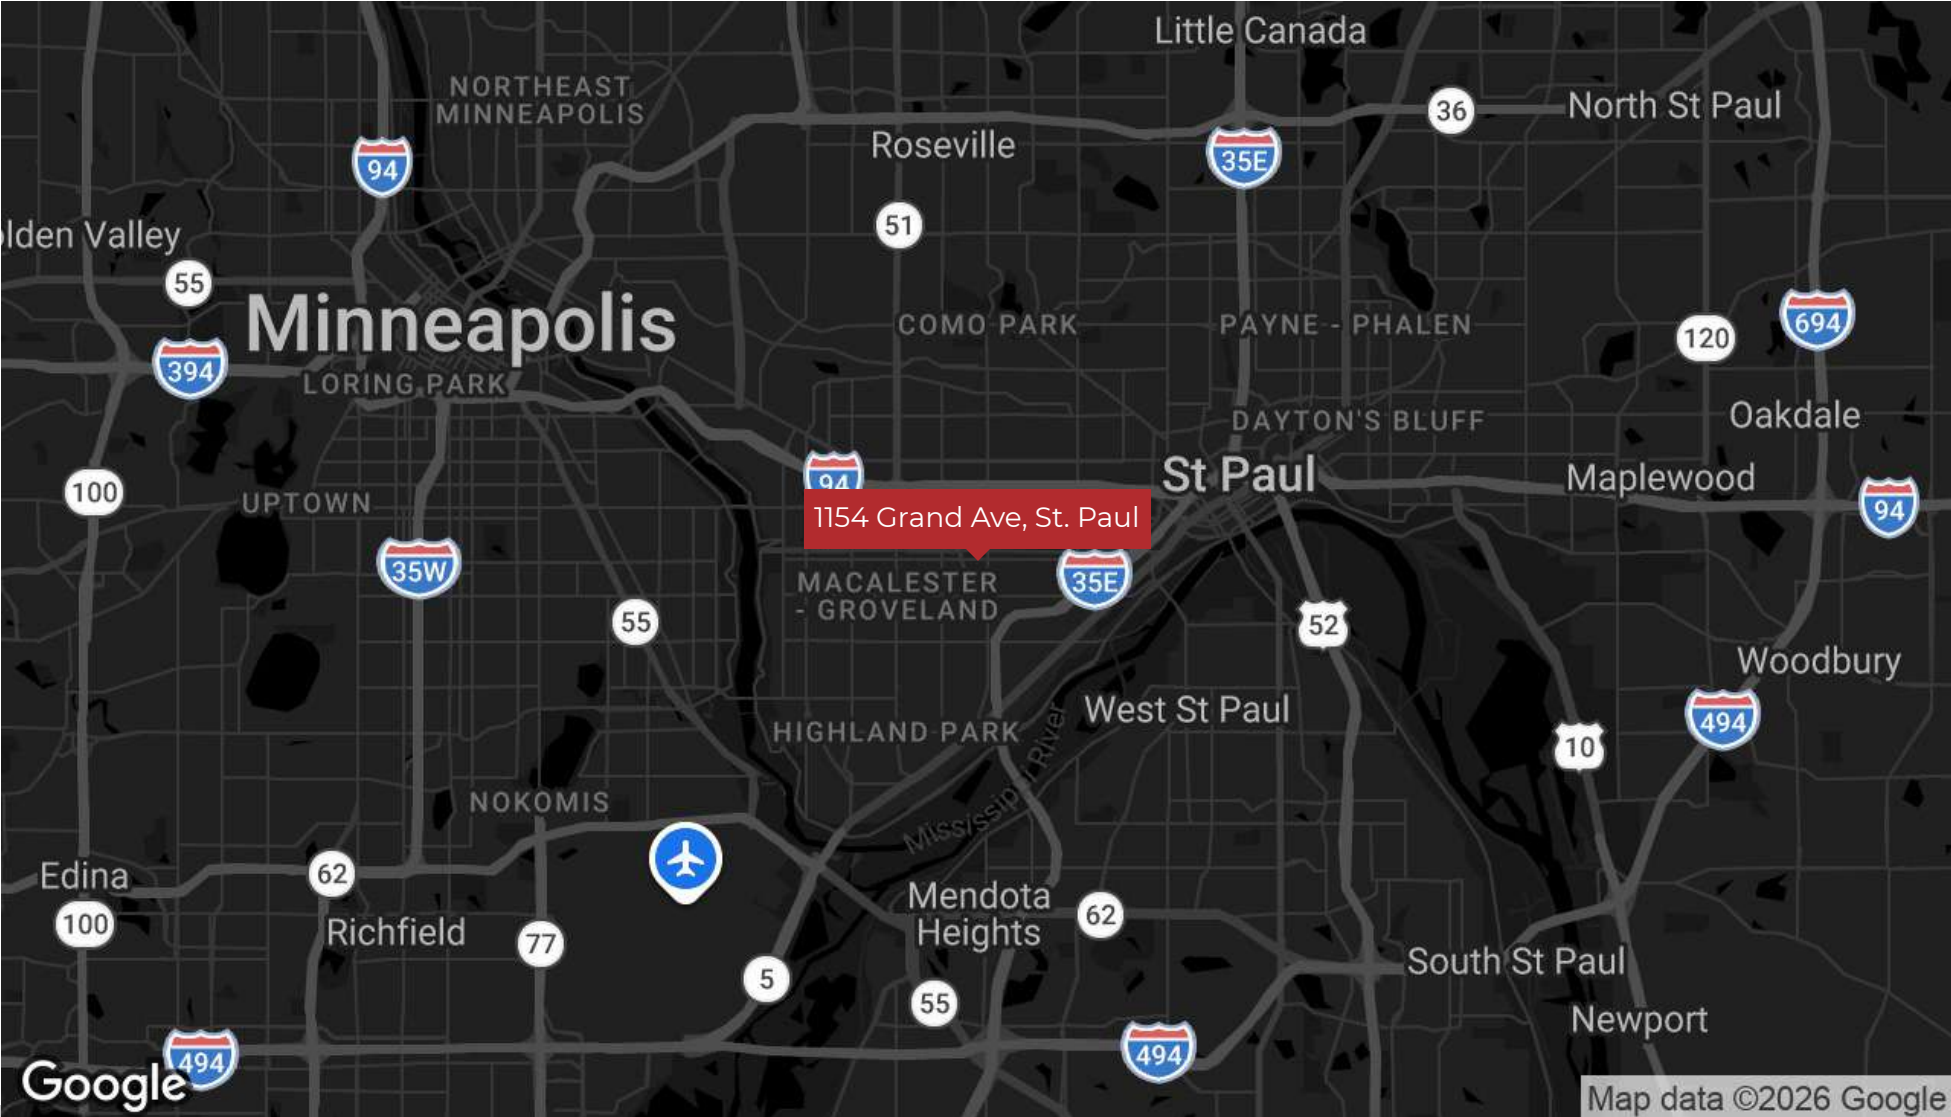 Little Canada
NORTHEAST
MINNEAPOLIS
36
North St Paul
Roseville
94
35E
51
lden Valley
55
Minneapolis
COMO PARK
PAYNE - PHALEN
694
120
394
LORING PARK
DAYTON'S BLUFF
Oakdale
94
St Paul
Maplewood
100
UPTOWN
94
1154 Grand Ave, St. Paul
35W
MACALESTER
- GROVELAND
35E
55
52
Woodbury
West St Paul
494
HIGHLAND PARK
Mississippi River
10
NOKOMIS
Edina
62
Mendota
Heights
62
100
Richfield
77
5
South St Paul
55
Newport
494
494
Google
Map data ©2026 Google